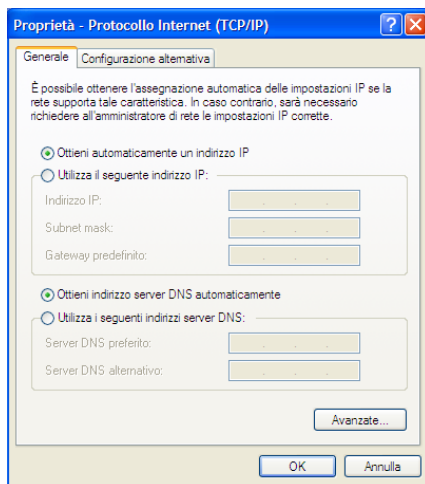 Proprietà - Protocollo Internet (TCP/IP)
Generale
Configurazione alternativa
È possibile ottenere l'assegnazione automatica delle impostazioni IP se la
rete supporta tale caratteristica. In caso contrario, sarà necessario
richiedere all'amministratore di rete le impostazioni IP corrette.
Ottieni automaticamente un indirizzo IP
Utilizza il seguente indirizzo IP:
Indirizzo IP:
Subnet mask:
Gateway predefinito:
Ottieni indirizzo server DNS automaticamente
Utilizza i seguenti indirizzi server DNS:
Server DNS preferito:
Server DNS alternativo:
Avanzate...
OK
Annulla